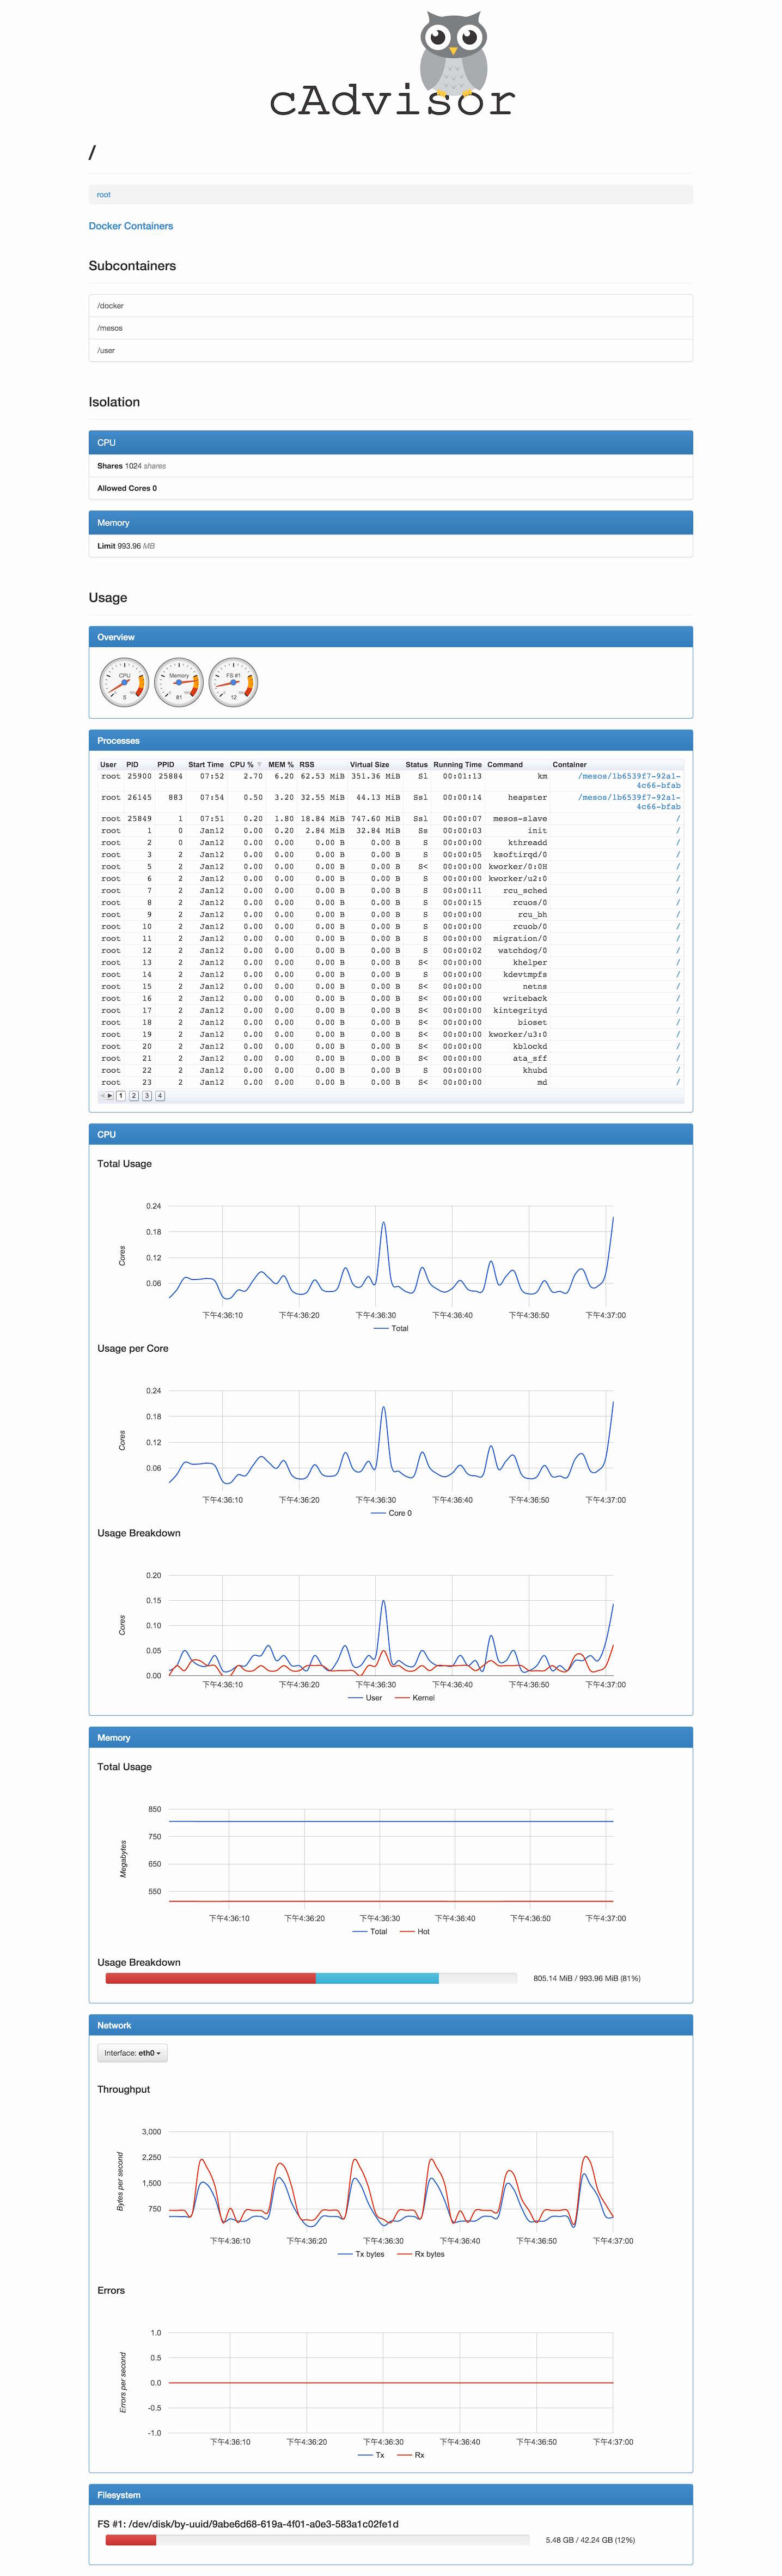 cAdvisor
/
root
Docker Containers
Subcontainers
/docker
/mesos
/user
Isolation
CPU
Shares 1024 shares
Allowed Cores 0
Memory
Limit 993.96 MB
Usage
Overview
CPU Memory FS #1
5 81 12
Processes
User PID PPID Start Time CPU % MEM % RSS Virtual Size Status Running Time Command Container
root 25900 25884 07:52 2.70 6.20 62.53 MiB 351.36 MiB Sl 00:01:13 km /mesos/1b6539f7-92a1-
4c66-bfab
root 26145 883 07:54 0.50 3.20 32.55 MiB 44.13 MiB Ssl 00:00:14 heapster /mesos/1b6539f7-92a1-
4c66-bfab
root 25849 1 07:51 0.20 1.80 18.84 MiB 747.60 MiB Ssl 00:00:07 mesos-slave /
root 1 0 Jan12 0.00 0.20 2.84 MiB 32.84 MiB Ss 00:00:03 init /
root 2 0 Jan12 0.00 0.00 0.00 B 0.00 B S 00:00:00 kthreadd /
root 3 2 Jan12 0.00 0.00 0.00 B 0.00 B S 00:00:05 ksoftirqd/0 /
root 5 2 Jan12 0.00 0.00 0.00 B 0.00 B S< 00:00:00 kworker/0:0H /
root 6 2 Jan12 0.00 0.00 0.00 B 0.00 B S 00:00:00 kworker/u2:0 /
root 7 2 Jan12 0.00 0.00 0.00 B 0.00 B S 00:00:11 rcu_sched /
root 8 2 Jan12 0.00 0.00 0.00 B 0.00 B S 00:00:15 rcuos/0 /
root 9 2 Jan12 0.00 0.00 0.00 B 0.00 B S 00:00:00 rcu_bh /
root 10 2 Jan12 0.00 0.00 0.00 B 0.00 B S 00:00:00 rcuob/0 /
root 11 2 Jan12 0.00 0.00 0.00 B 0.00 B S 00:00:00 migration/0 /
root 12 2 Jan12 0.00 0.00 0.00 B 0.00 B S 00:00:02 watchdog/0 /
root 13 2 Jan12 0.00 0.00 0.00 B 0.00 B S< 00:00:00 khelper /
root 14 2 Jan12 0.00 0.00 0.00 B 0.00 B S 00:00:00 kdevtmpfs /
root 15 2 Jan12 0.00 0.00 0.00 B 0.00 B S< 00:00:00 netns /
root 16 2 Jan12 0.00 0.00 0.00 B 0.00 B S< 00:00:00 writeback /
root 17 2 Jan12 0.00 0.00 0.00 B 0.00 B S< 00:00:00 kintegrityd /
root 18 2 Jan12 0.00 0.00 0.00 B 0.00 B S< 00:00:00 bioset /
root 19 2 Jan12 0.00 0.00 0.00 B 0.00 B S< 00:00:00 kworker/u3:0 /
root 20 2 Jan12 0.00 0.00 0.00 B 0.00 B S< 00:00:00 kblockd /
root 21 2 Jan12 0.00 0.00 0.00 B 0.00 B S< 00:00:00 ata_sff /
root 22 2 Jan12 0.00 0.00 0.00 B 0.00 B S 00:00:00 khubd /
root 23 2 Jan12 0.00 0.00 0.00 B 0.00 B S< 00:00:00 md /
1 2 3 4
CPU
Total Usage
0.24
0.18
0.12
0.06
Cores
下午4:36:10 下午4:36:20 下午4:36:30 下午4:36:40 下午4:36:50 下午4:37:00
Total
Usage per Core
0.24
0.18
0.12
0.06
Cores
下午4:36:10 下午4:36:20 下午4:36:30 下午4:36:40 下午4:36:50 下午4:37:00
Core 0
Usage Breakdown
0.20
0.15
0.10
0.05
0.00
Cores
下午4:36:10 下午4:36:20 下午4:36:30 下午4:36:40 下午4:36:50 下午4:37:00
User Kernel
Memory
Total Usage
850
750
650
550
Megabytes
下午4:36:10 下午4:36:20 下午4:36:30 下午4:36:40 下午4:36:50 下午4:37:00
Total Hot
Usage Breakdown
805.14 MiB / 993.96 MiB (81%)
Network
Interface: eth0
Throughput
3,000
2,250
1,500
750
Bytes per second
下午4:36:10 下午4:36:20 下午4:36:30 下午4:36:40 下午4:36:50 下午4:37:00
Tx bytes Rx bytes
Errors
1.0
0.5
0.0
-0.5
-1.0
Errors per second
下午4:36:10 下午4:36:20 下午4:36:30 下午4:36:40 下午4:36:50 下午4:37:00
Tx Rx
Filesystem
FS #1: /dev/disk/by-uuid/9abe6d68-619a-4f01-a0e3-583a1c02fe1d
5.48 GB / 42.24 GB (12%)